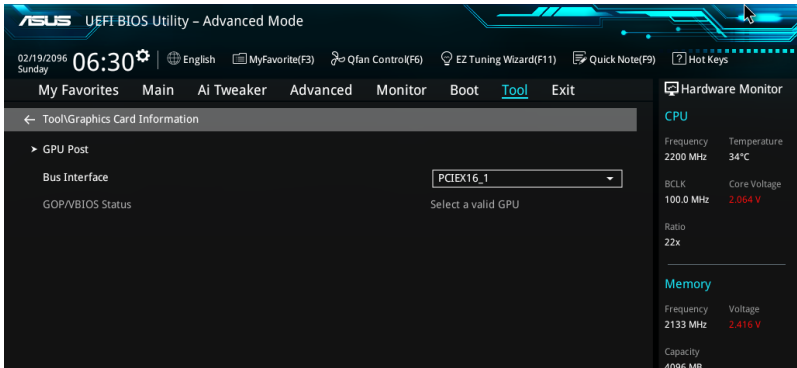 ASUS UEFI BIOS Utility – Advanced Mode
02/19/2096 Sunday 06:30 English MyFavorite(F3) Qfan Control(F6) EZ Tuning Wizard(F11) Quick Note(F9) ? Hot Keys
My Favorites Main Ai Tweaker Advanced Monitor Boot Tool Exit
Hardware Monitor
← Tool\Graphics Card Information
> GPU Post
Bus Interface PCIEX16_1
GOP/VBIOS Status Select a valid GPU
CPU
Frequency Temperature
2200 MHz 34°C
BCLK Core Voltage
100.0 MHz 2.064 V
Ratio
22x
Memory
Frequency Voltage
2133 MHz 2.416 V
Capacity
4096 MB